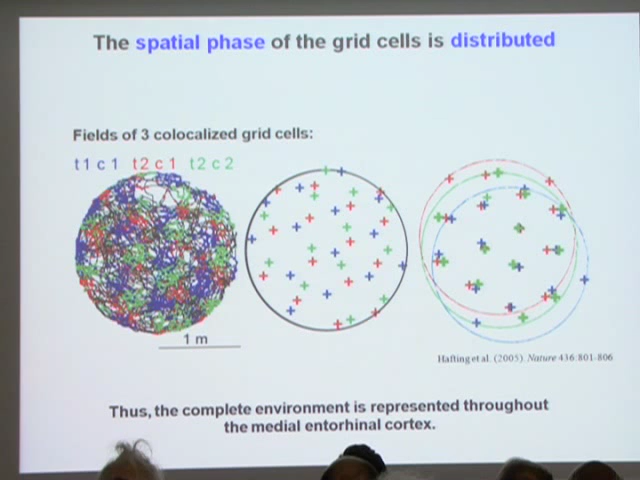 The spatial phase of the grid cells is distributed
Fields of 3 colocalized grid cells:
t1 c 1 t2 c 1 t2 c 2
1 m
Hafting et al. (2005). Nature 436:801-806
Thus, the complete environment is represented throughout
the medial entorhinal cortex.